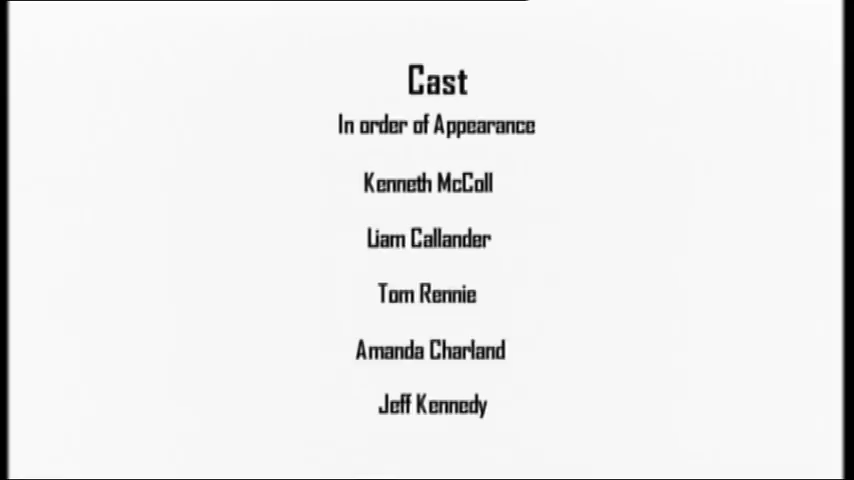 Cast
In order of Appearance
Kenneth McColl
Liam Callander
Tom Rennie
Amanda Charland
Jeff Kennedy